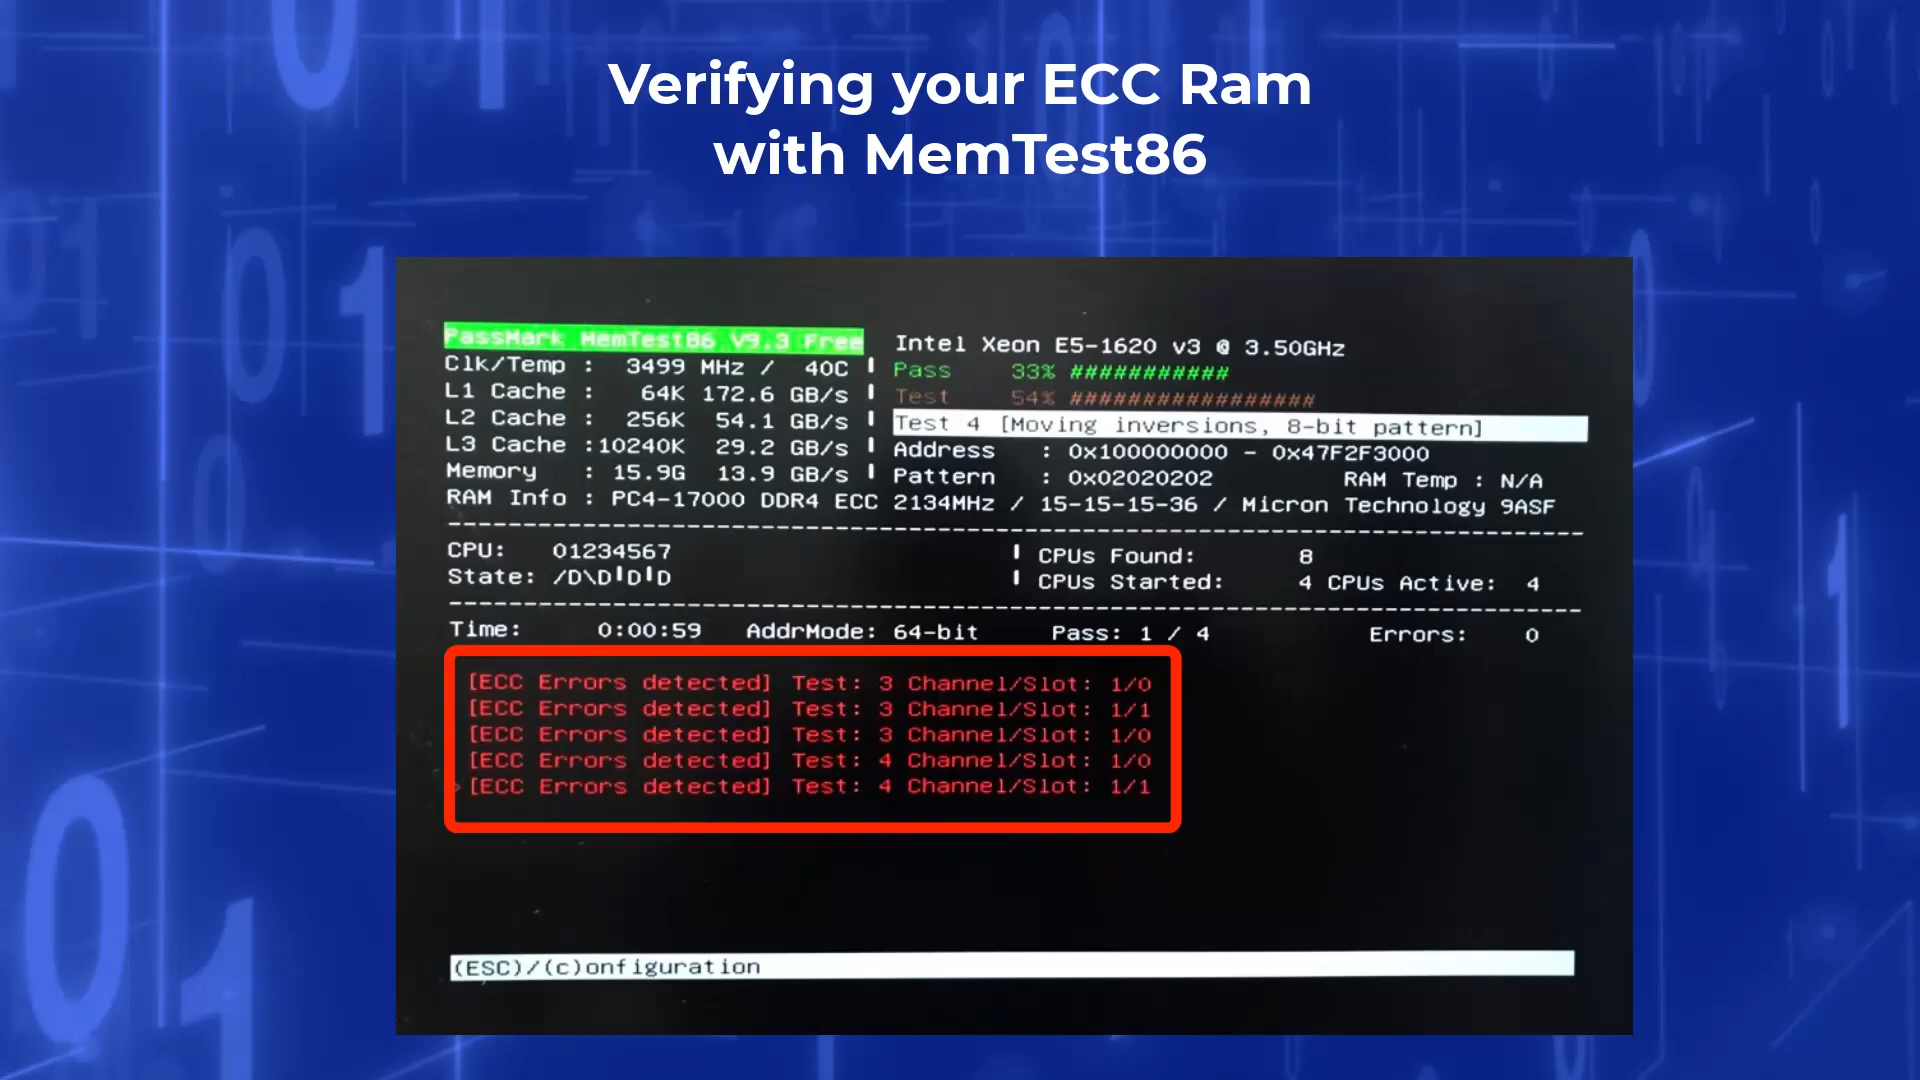 Verifying your ECC Ram
with MemTest86
PassMark MemTest86 V9.3 Free
Intel Xeon E5-1620 v3 @ 3.50GHz
Clk/Temp : 3499 MHz / 40C | Pass 33% ###########
L1 Cache : 64K 172.6 GB/s | Test 54% #################
L2 Cache : 256K 54.1 GB/s | Test 4 [Moving inversions, 8-bit pattern]
L3 Cache :10240K 29.2 GB/s | Address : 0x100000000 - 0x47F2F3000
Memory : 15.9G 13.9 GB/s | Pattern : 0x02020202 RAM Temp : N/A
RAM Info : PC4-17000 DDR4 ECC 2134MHz / 15-15-15-36 / Micron Technology 9ASF
CPU: 01234567 | CPUs Found: 8
State: /D\D|D|D | CPUs Started: 4 CPUs Active: 4
Time: 0:00:59 AddrMode: 64-bit Pass: 1 / 4 Errors: 0
[ECC Errors detected] Test: 3 Channel/Slot: 1/0
[ECC Errors detected] Test: 3 Channel/Slot: 1/1
[ECC Errors detected] Test: 3 Channel/Slot: 1/0
[ECC Errors detected] Test: 4 Channel/Slot: 1/0
>[ECC Errors detected] Test: 4 Channel/Slot: 1/1
(ESC)/(c)onfiguration